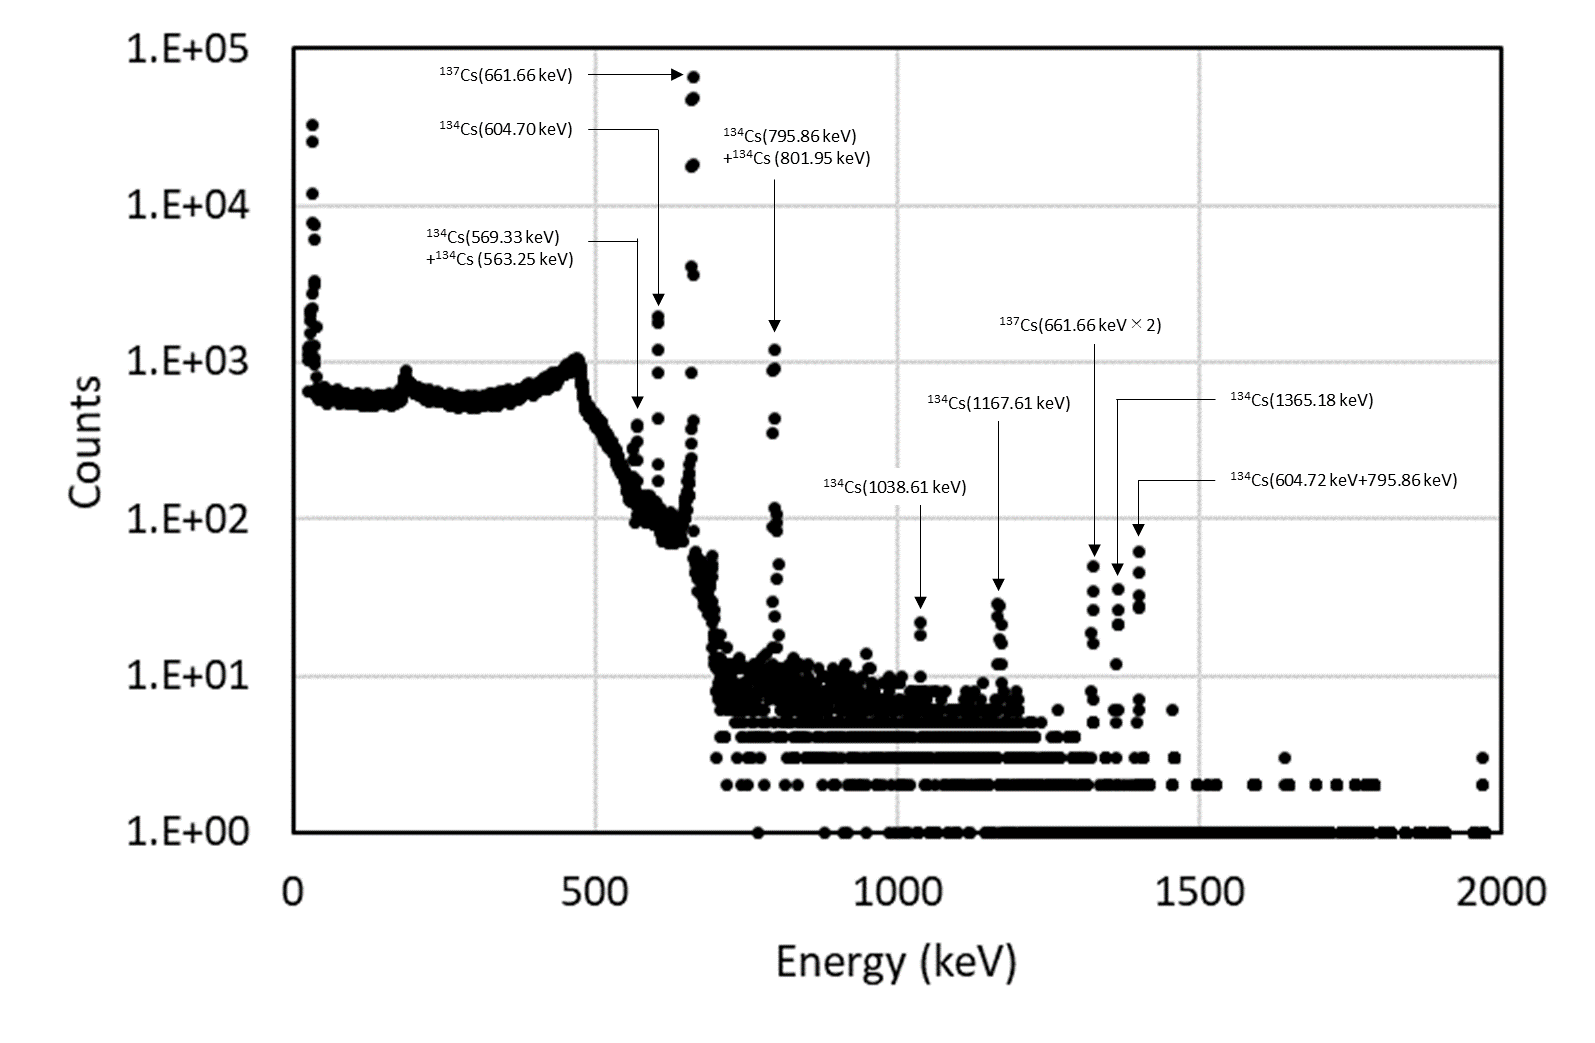 1.E+05
1.E+04
1.E+03
1.E+02
1.E+01
1.E+00
Counts
¹³⁷Cs(661.66 keV)
¹³⁴Cs(604.70 keV)
¹³⁴Cs(795.86 keV)
+¹³⁴Cs (801.95 keV)
¹³⁴Cs(569.33 keV)
+¹³⁴Cs (563.25 keV)
¹³⁷Cs(661.66 keV × 2)
¹³⁴Cs(1167.61 keV)
¹³⁴Cs(1365.18 keV)
¹³⁴Cs(1038.61 keV)
¹³⁴Cs(604.72 keV+795.86 keV)
0 500 1000 1500 2000
Energy (keV)